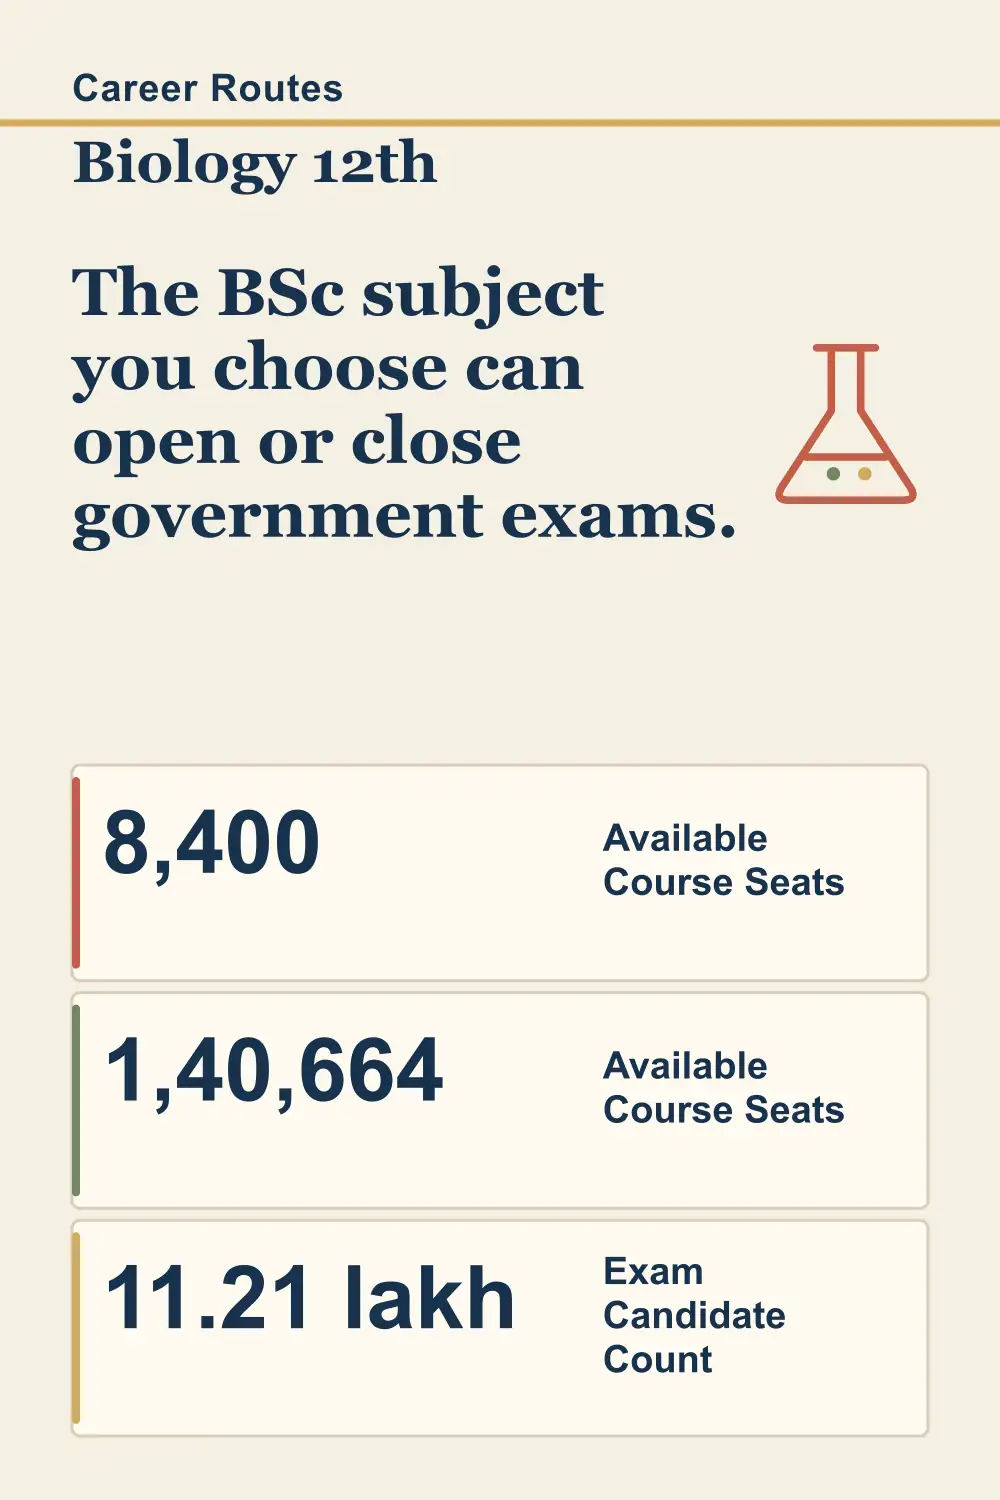 Career Routes
Biology 12th
The BSc subject
you choose can
open or close
government exams.
8,400
Available
Course Seats
1,40,664
Available
Course Seats
11.21 lakh
Exam
Candidate
Count